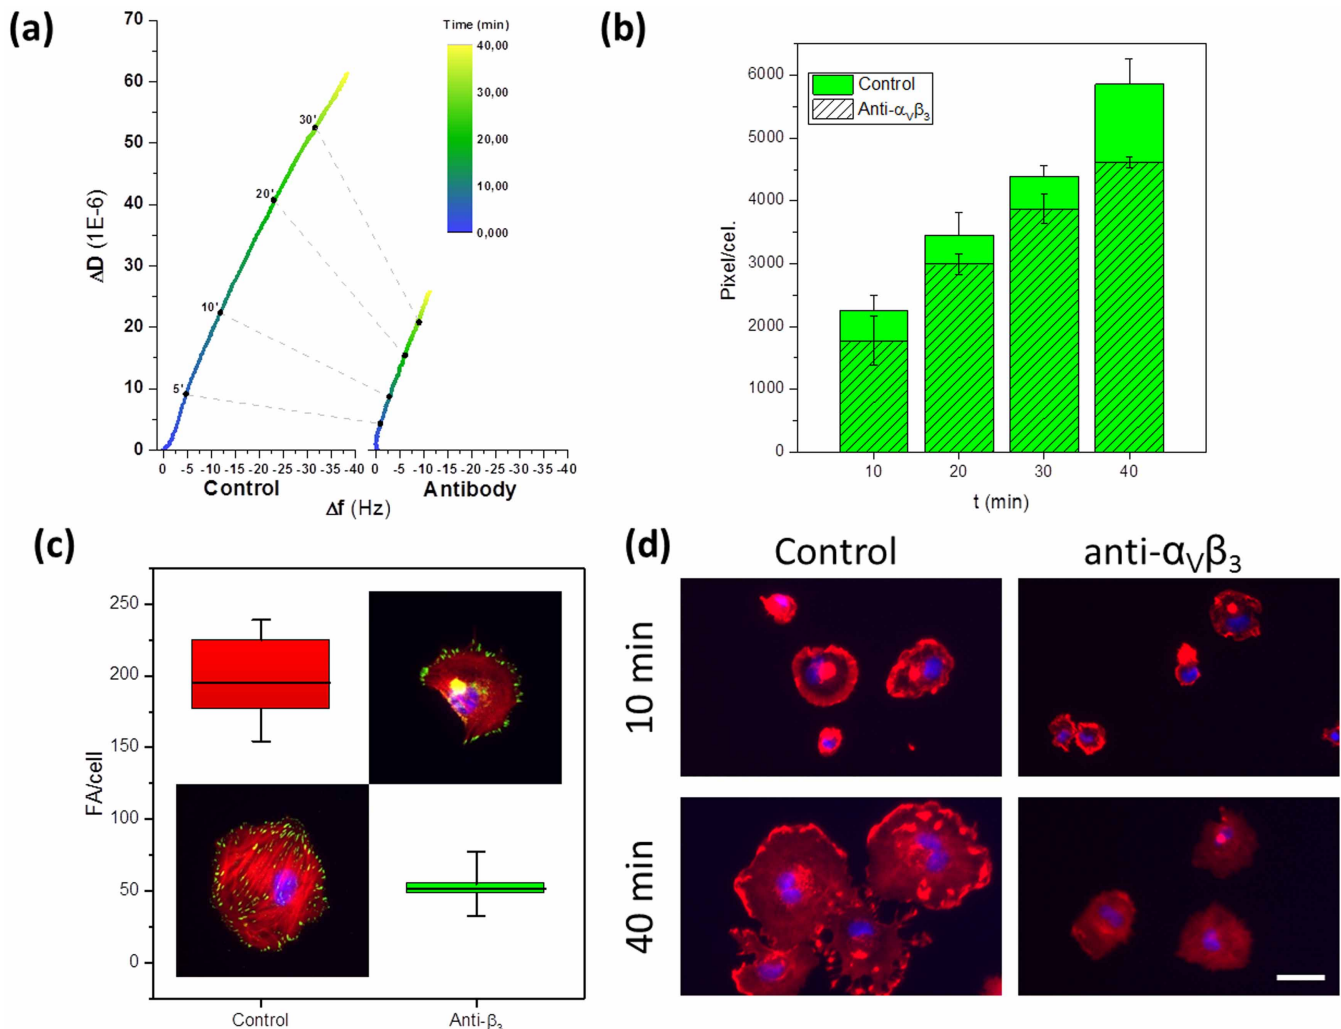 (a)
70
60
50
40
30
20
10
0
ΔD (1E-6)
Time (min)
40,00
30,00
20,00
10,00
0,000
30'
20'
10'
5'
0 -5 -10 -15 -20 -25 -30 -35 -40
0 -5 -10 -15 -20 -25 -30 -35 -40
Control Antibody
Δf (Hz)
(b)
6000
5000
4000
3000
2000
1000
0
Pixel/cel.
Control
Anti-αVβ3
10 20 30 40
t (min)
(c)
250
200
150
100
50
0
FA/cell
Control Anti-β3
(d)
Control anti-αVβ3
10 min
40 min